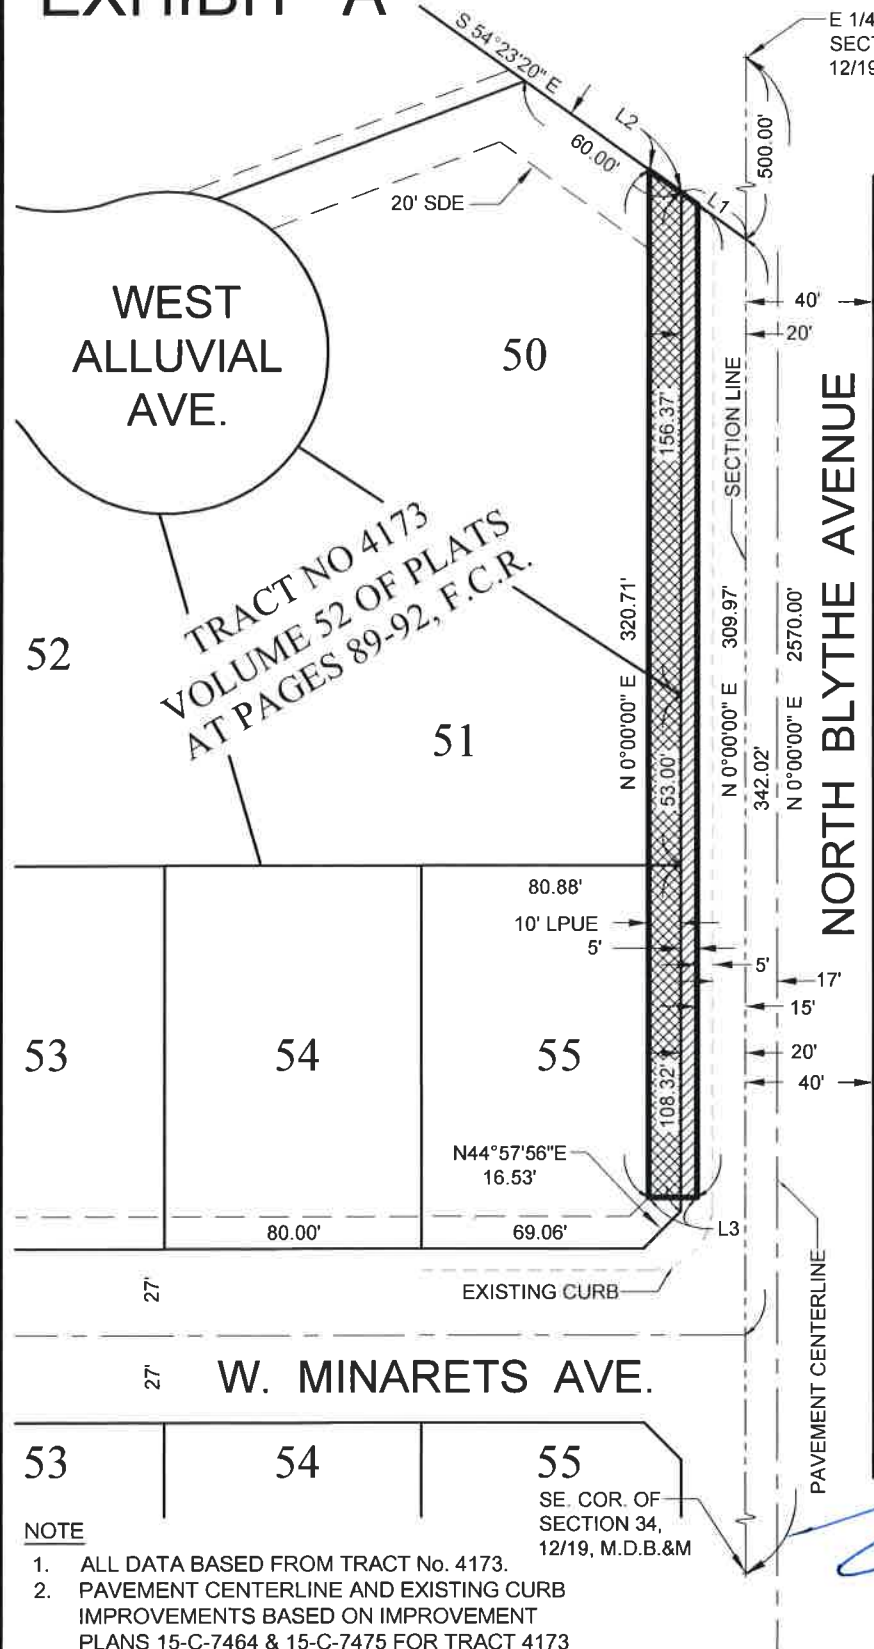 EXHIBIT "A"
S 54°23'20" E
L2
60.00'
L1
500.00'
E 1/4
SECT
12/19
20' SDE
WEST
ALLUVIAL
AVE.
50
40'
20'
156.37'
SECTION LINE
NORTH BLYTHE AVENUE
TRACT NO 4173
VOLUME 52 OF PLATS
AT PAGES 89-92, F.C.R.
52
51
N 0°00'00" E 320.71'
53.00'
N 0°00'00" E 309.97'
342.02'
N 0°00'00" E 2570.00'
80.88'
10' LPUE
5'
5'
17'
15'
20'
40'
53
54
55
108.32'
N44°57'56"E
16.53'
80.00'
69.06'
L3
27'
EXISTING CURB
27'
W. MINARETS AVE.
PAVEMENT CENTERLINE
53
54
55
SE. COR. OF
SECTION 34,
12/19, M.D.B.&M
NOTE
1. ALL DATA BASED FROM TRACT No. 4173.
2. PAVEMENT CENTERLINE AND EXISTING CURB
IMPROVEMENTS BASED ON IMPROVEMENT
PLANS 15-C-7464 & 15-C-7475 FOR TRACT 4173